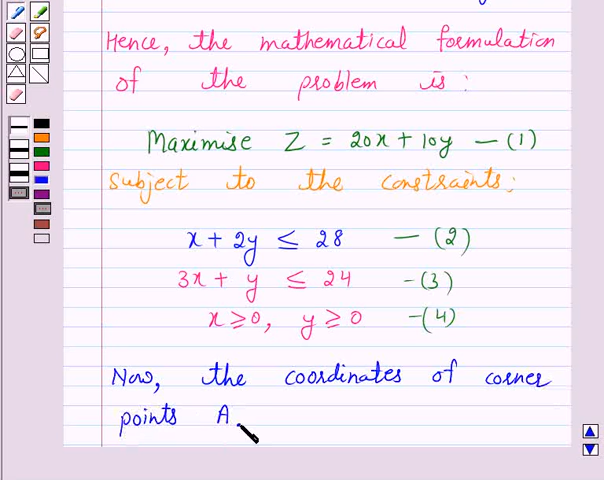 Hence, the mathematical formulation
of the problem is:
Maximise Z = 20x + 10y — (1)
Subject to the constraints:
x + 2y ≤ 28 — (2)
3x + y ≤ 24 -(3)
x ≥ 0, y ≥ 0 -(4)
Now, the coordinates of corner
points A